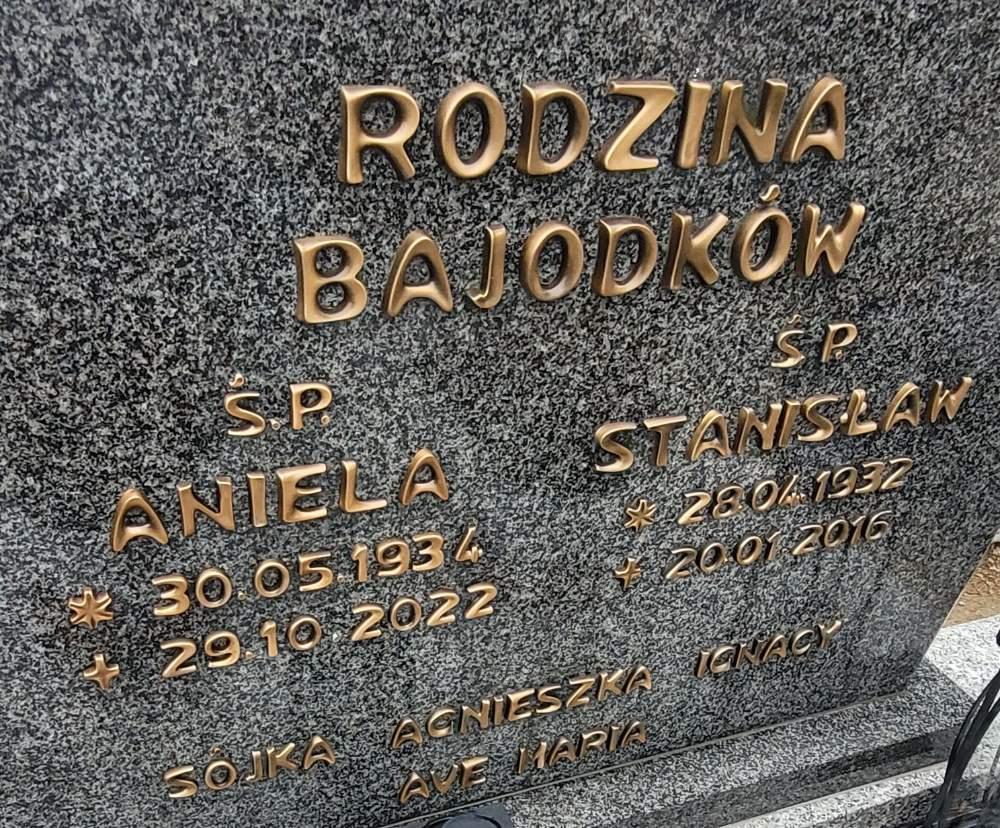 RODZINA
BAJODKÓW
Ś.P.
ANIELA
* 30.05.1934
+ 29.10.2022
Ś P.
STANISŁAW
* 28.04.1932
+ 20.01.2016
SÓJKA AGNIESZKA IGNACY
AVE MARIA